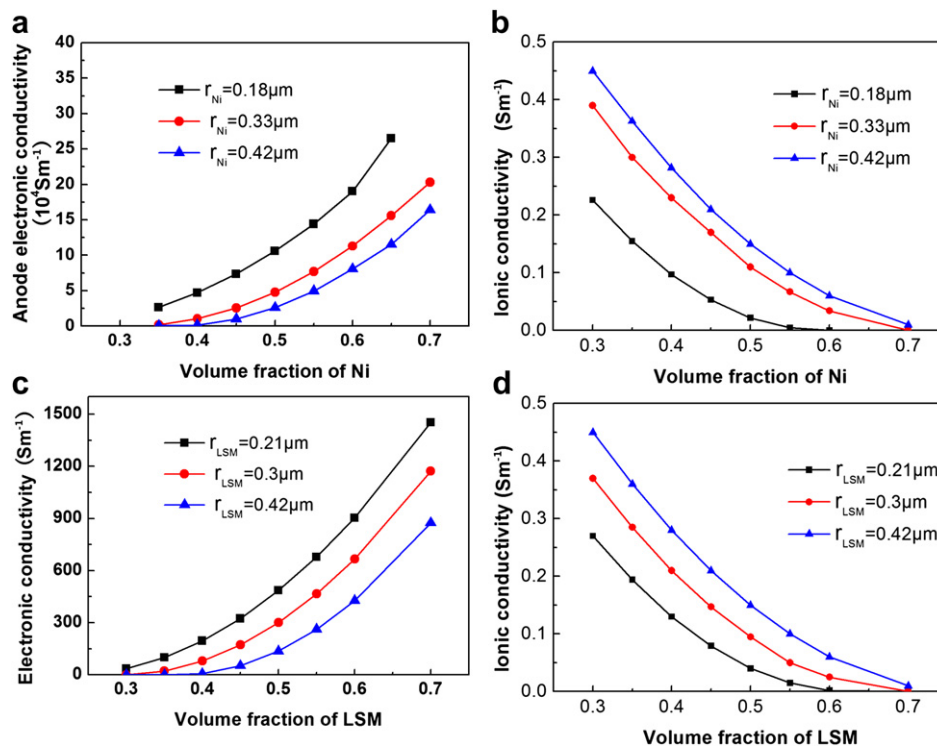 a
40
35
30
25
20
15
10
5
0
Anode electronic conductivity
(10⁴Sm⁻¹)
r_Ni=0.18μm
r_Ni=0.33μm
r_Ni=0.42μm
0.3 0.4 0.5 0.6 0.7
Volume fraction of Ni
b
0.5
0.4
0.3
0.2
0.1
0.0
Ionic conductivity (Sm⁻¹)
r_Ni=0.18μm
r_Ni=0.33μm
r_Ni=0.42μm
0.3 0.4 0.5 0.6 0.7
Volume fraction of Ni
c
1500
1200
900
600
300
0
Electronic conductivity (Sm⁻¹)
r_LSM=0.21μm
r_LSM=0.3μm
r_LSM=0.42μm
0.3 0.4 0.5 0.6 0.7
Volume fraction of LSM
d
0.5
0.4
0.3
0.2
0.1
0.0
Ionic conductivity (Sm⁻¹)
r_LSM=0.21μm
r_LSM=0.3μm
r_LSM=0.42μm
0.3 0.4 0.5 0.6 0.7
Volume fraction of LSM